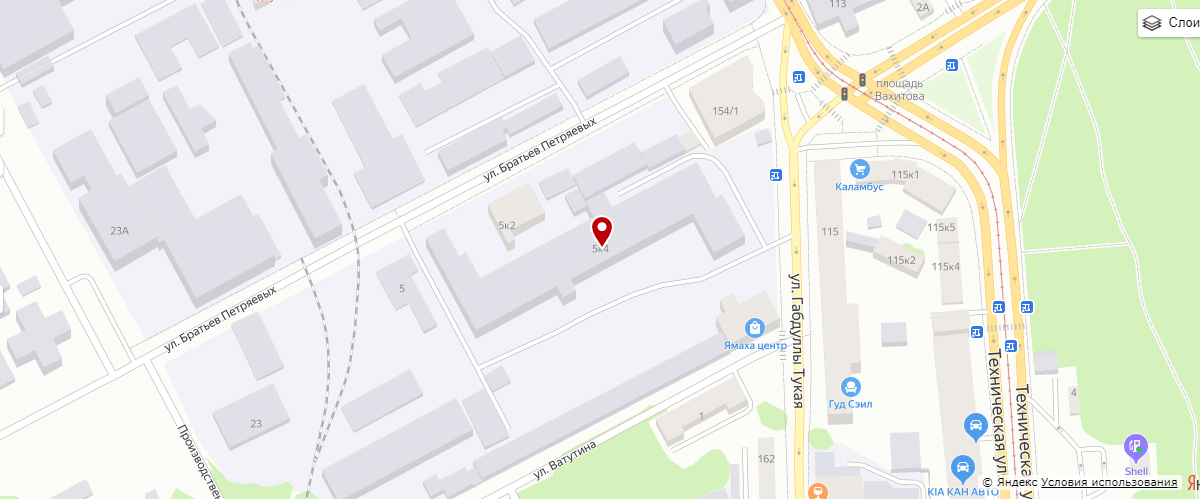 113
2А
Слои
площадь
Вахитова
154/1
ул. Братьев Петряевых
Каламбус
115к1
115к5
115
115к2
115к4
23А
5к2
5к4
5
ул. Братьев Петряевых
ул. Габдуллы Тукая
Ямаха центр
Гуд Сэил
Техническая ул.
Техническа
4
23
1
Производствен
ул. Ватутина
162
Shell
KIA КАН АВТО
© Яндекс Условия использования
Я